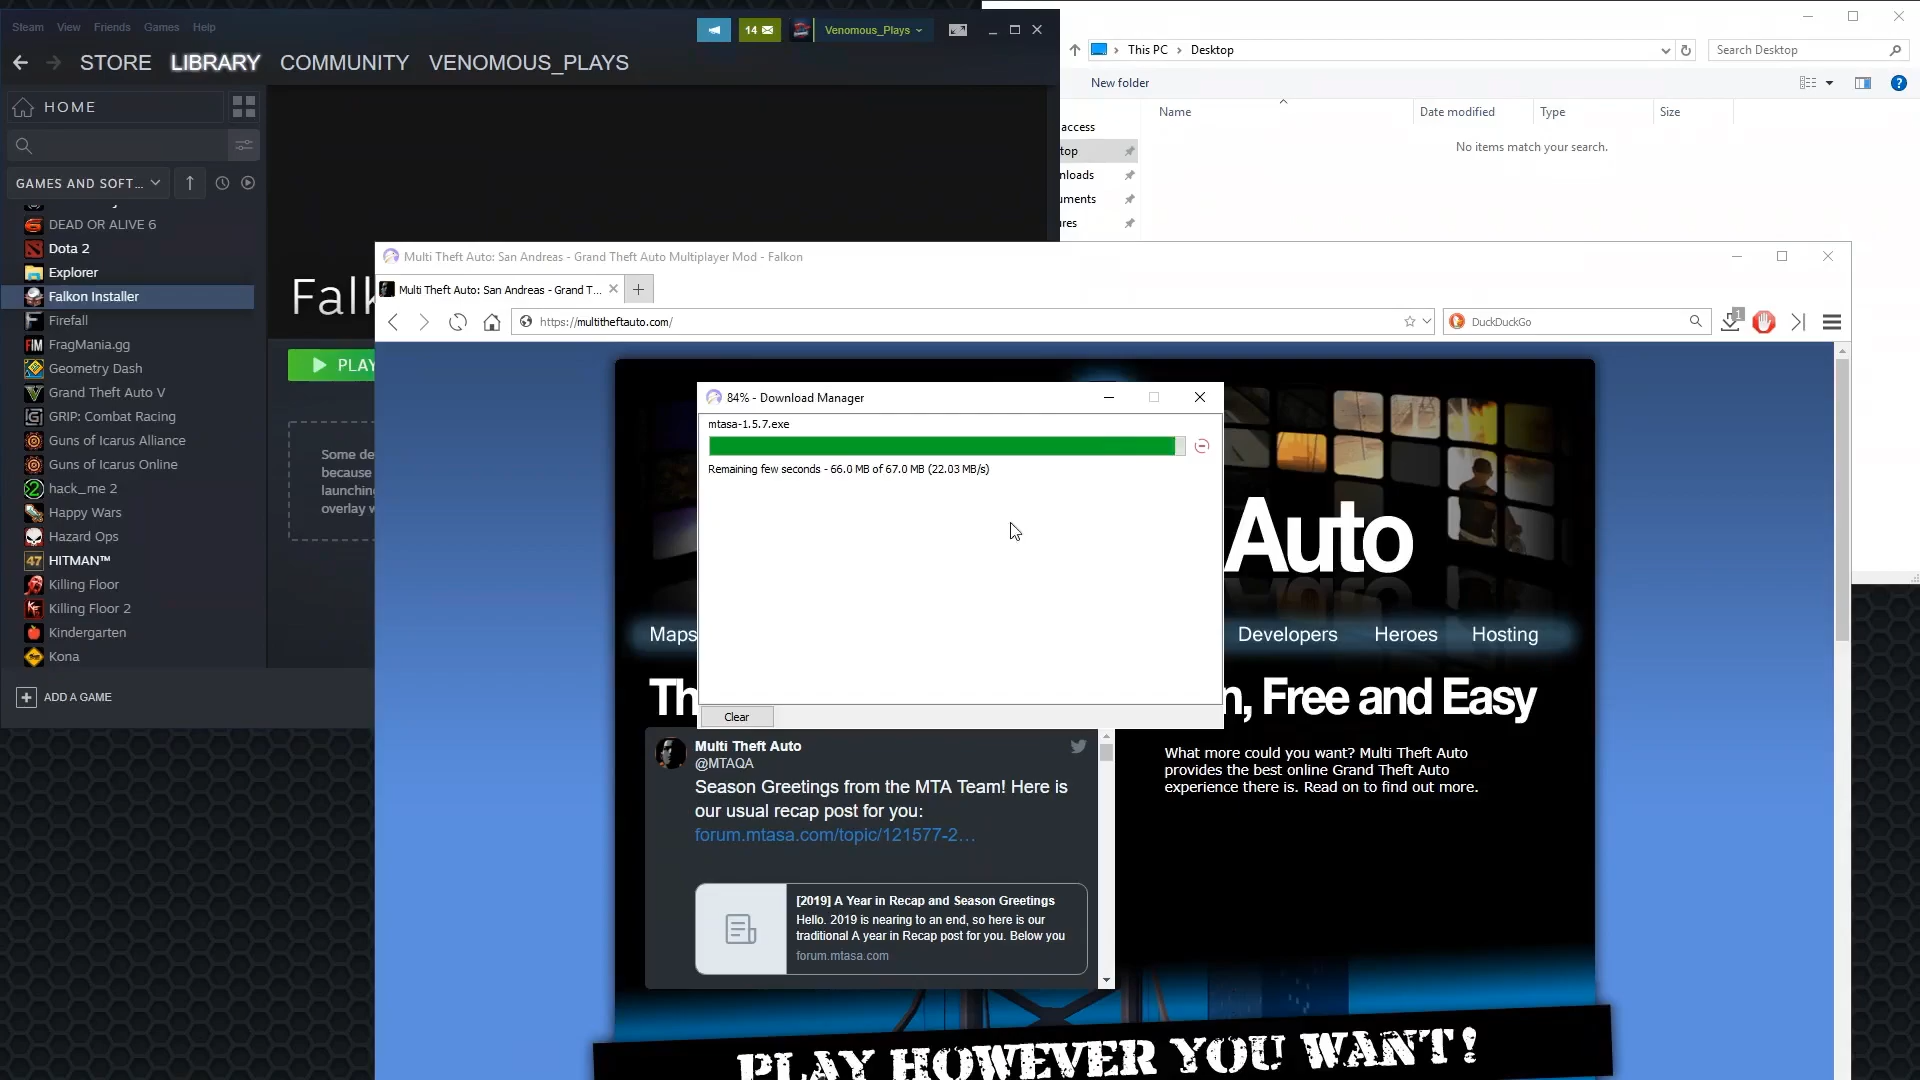 Steam View Friends Games Help
14
Venomous_Plays
STORE LIBRARY COMMUNITY VENOMOUS_PLAYS
HOME
GAMES AND SOFT...
DEAD OR ALIVE 6
Dota 2
Explorer
Falkon Installer
Firefall
FragMania.gg
Geometry Dash
Grand Theft Auto V
GRIP: Combat Racing
Guns of Icarus Alliance
Guns of Icarus Online
hack_me 2
Happy Wars
Hazard Ops
HITMAN™
Killing Floor
Killing Floor 2
Kindergarten
Kona
ADD A GAME
Falk
PLAY
Some de
because
launching
overlay w
This PC > Desktop
Search Desktop
New folder
Name Date modified Type Size
No items match your search.
access
top
nloads
uments
ures
Multi Theft Auto: San Andreas - Grand Theft Auto Multiplayer Mod - Falkon
Multi Theft Auto: San Andreas - Grand T...
https://multitheftauto.com/
DuckDuckGo
1
84% - Download Manager
mtasa-1.5.7.exe
Remaining few seconds - 66.0 MB of 67.0 MB (22.03 MB/s)
Clear
Auto
Maps
Developers Heroes Hosting
Th
n, Free and Easy
Multi Theft Auto
@MTAQA
Season Greetings from the MTA Team! Here is
our usual recap post for you:
forum.mtasa.com/topic/121577-2…
[2019] A Year in Recap and Season Greetings
Hello. 2019 is nearing to an end, so here is our
traditional A year in Recap post for you. Below you
forum.mtasa.com
What more could you want? Multi Theft Auto
provides the best online Grand Theft Auto
experience there is. Read on to find out more.
PLAY HOWEVER YOU WANT!